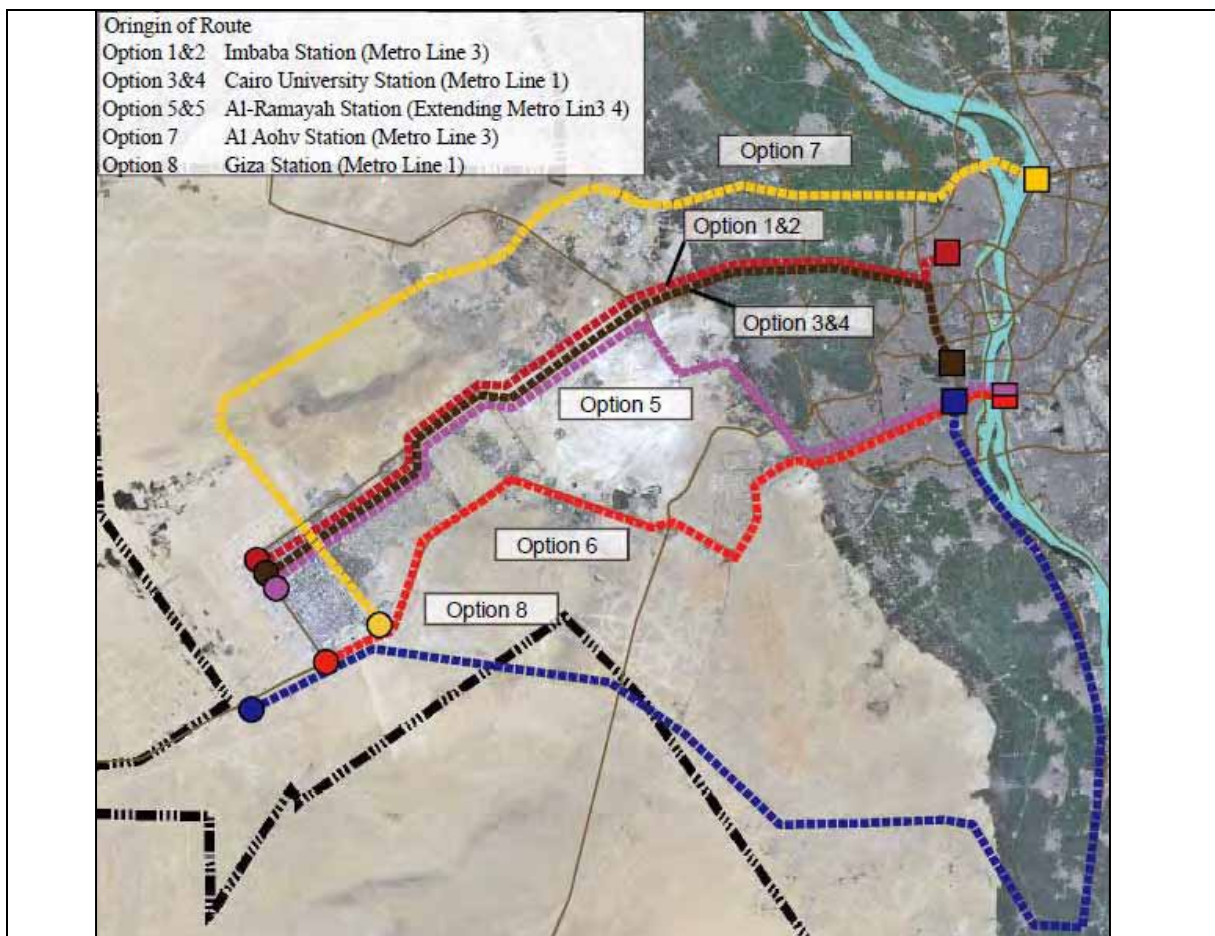 Oringin of Route
Option 1&2 Imbaba Station (Metro Line 3)
Option 3&4 Cairo University Station (Metro Line 1)
Option 5&5 Al-Ramayah Station (Extending Metro Lin3 4)
Option 7 Al Aohv Station (Metro Line 3)
Option 8 Giza Station (Metro Line 1)
Option 7
Option 1&2
Option 3&4
Option 5
Option 6
Option 8